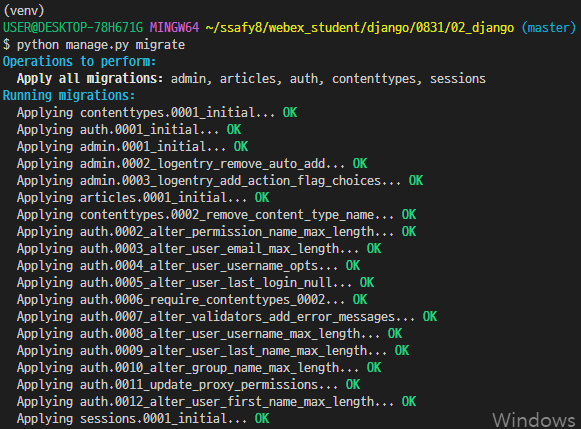 (venv)
USER@DESKTOP-78H671G MINGW64 ~/ssafy8/webex_student/django/0831/02_django (master)
$ python manage.py migrate
Operations to perform:
  Apply all migrations: admin, articles, auth, contenttypes, sessions
Running migrations:
  Applying contenttypes.0001_initial... OK
  Applying auth.0001_initial... OK
  Applying admin.0001_initial... OK
  Applying admin.0002_logentry_remove_auto_add... OK
  Applying admin.0003_logentry_add_action_flag_choices... OK
  Applying articles.0001_initial... OK
  Applying contenttypes.0002_remove_content_type_name... OK
  Applying auth.0002_alter_permission_name_max_length... OK
  Applying auth.0003_alter_user_email_max_length... OK
  Applying auth.0004_alter_user_username_opts... OK
  Applying auth.0005_alter_user_last_login_null... OK
  Applying auth.0006_require_contenttypes_0002... OK
  Applying auth.0007_alter_validators_add_error_messages... OK
  Applying auth.0008_alter_user_username_max_length... OK
  Applying auth.0009_alter_user_last_name_max_length... OK
  Applying auth.0010_alter_group_name_max_length... OK
  Applying auth.0011_update_proxy_permissions... OK
  Applying auth.0012_alter_user_first_name_max_length... OK
  Applying sessions.0001_initial... OK
Windows